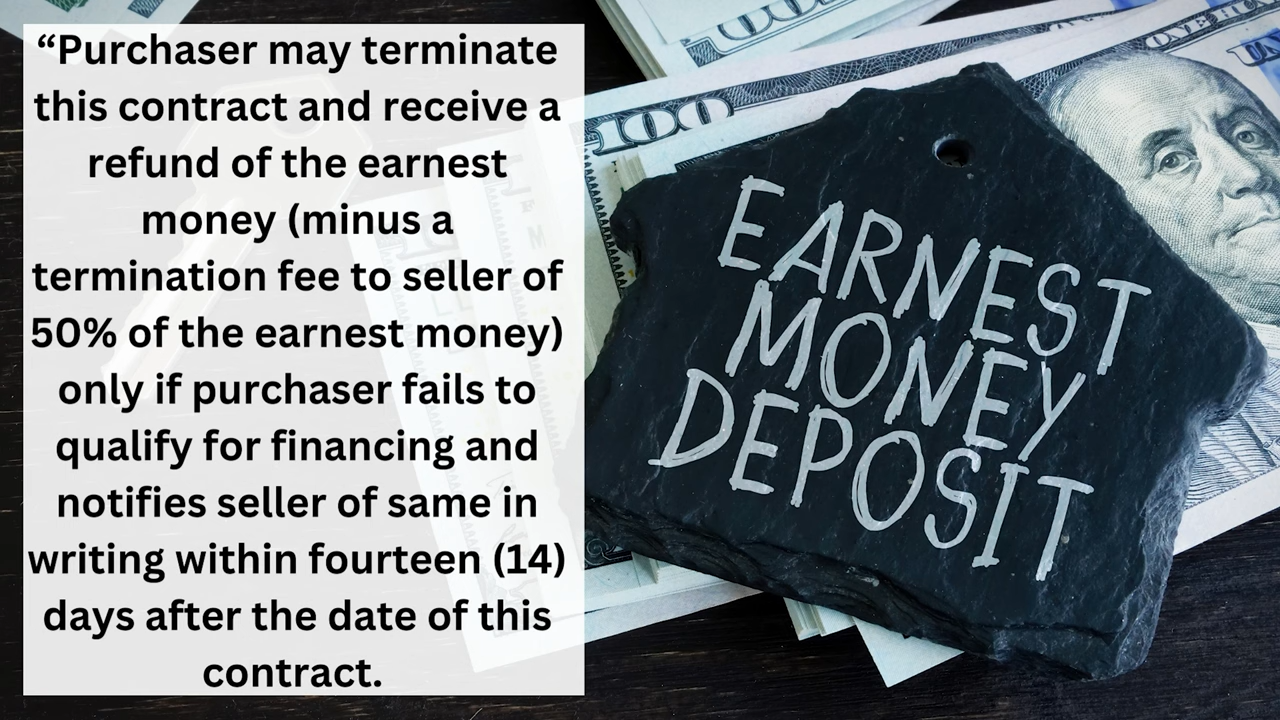 “Purchaser may terminate
this contract and receive a
refund of the earnest
money (minus a
termination fee to seller of
50% of the earnest money)
only if purchaser fails to
qualify for financing and
notifies seller of same in
writing within fourteen (14)
days after the date of this
contract.
100
ONE HUN
EARNEST
MONEY
DEPOSIT